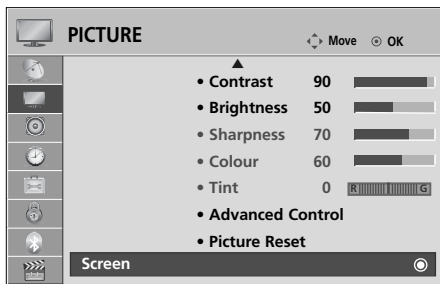 PICTURE
Move
OK
• Contrast 90
• Brightness 50
• Sharpness 70
• Colour 60
• Tint 0 R G
• Advanced Control
• Picture Reset
Screen